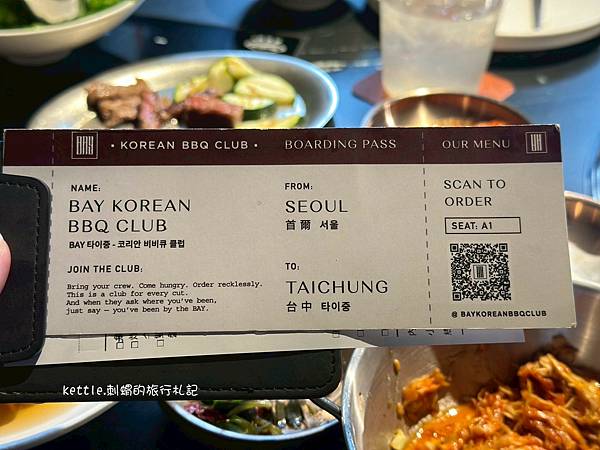 BAY
• KOREAN BBQ CLUB •
BOARDING PASS
OUR MENU
BAY
NAME:
BAY KOREAN
BBQ CLUB
BAY 타이중 - 코리안 비비큐 클럽
JOIN THE CLUB:
Bring your crew. Come hungry. Order recklessly.
This is a club for every cut.
And when they ask where you've been,
just say — you've been by the BAY.
FROM:
SEOUL
首爾 서울
TO:
TAICHUNG
台中 타이중
SCAN TO
ORDER
SEAT: A1
@ BAYKOREANBBQCLUB
kettle.刺蝟的旅行札記